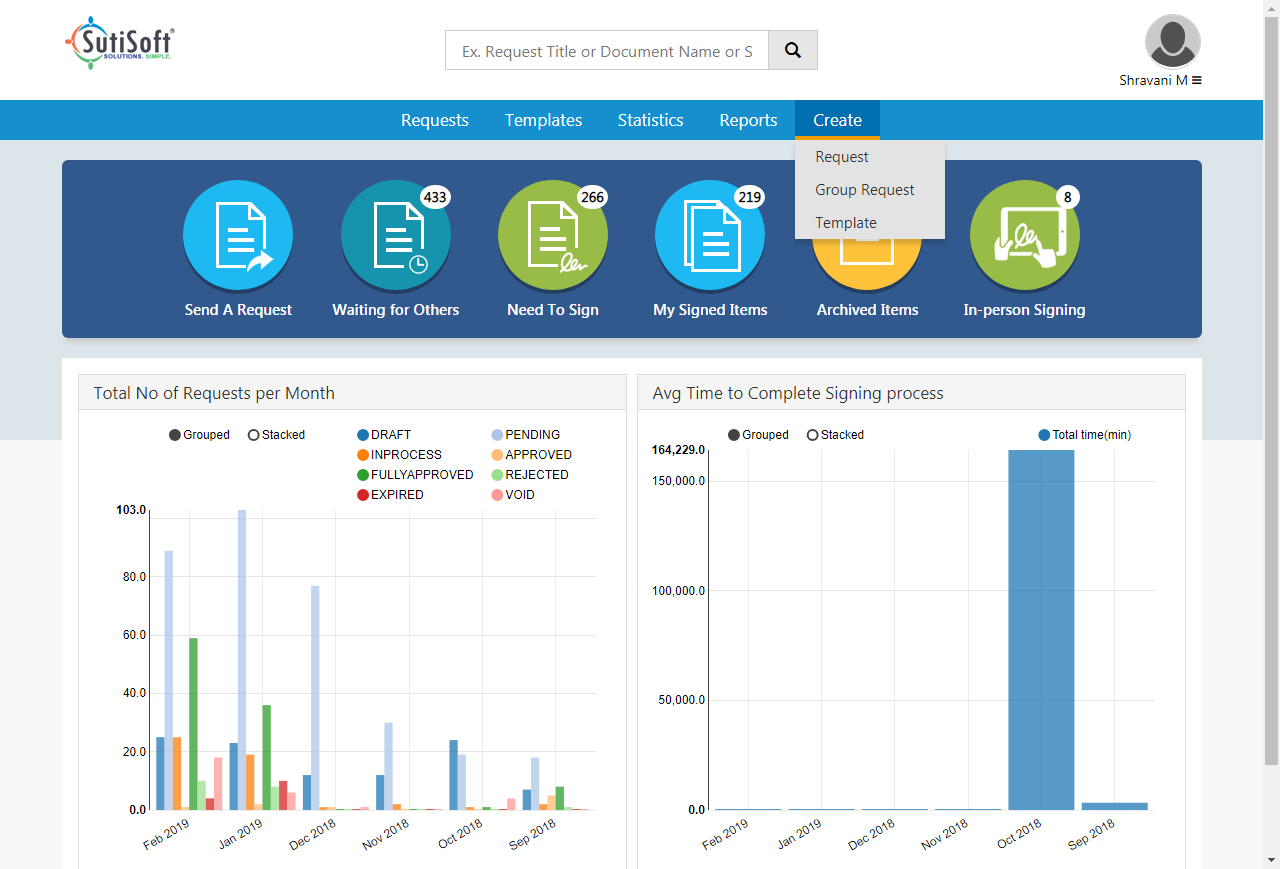 SutiSoft®
SOLUTIONS. SIMPLE.
Ex. Request Title or Document Name or S
Shravani M
Requests Templates Statistics Reports Create
Request
Group Request
Template
433 266 219 8
Send A Request Waiting for Others Need To Sign My Signed Items Archived Items In-person Signing
Total No of Requests per Month
Grouped Stacked
DRAFT PENDING
INPROCESS APPROVED
FULLYAPPROVED REJECTED
EXPIRED VOID
103.0
80.0
60.0
40.0
20.0
0.0
Feb 2019 Jan 2019 Dec 2018 Nov 2018 Oct 2018 Sep 2018
Avg Time to Complete Signing process
Grouped Stacked Total time(min)
164,229.0
150,000.0
100,000.0
50,000.0
0.0
Feb 2019 Jan 2019 Dec 2018 Nov 2018 Oct 2018 Sep 2018